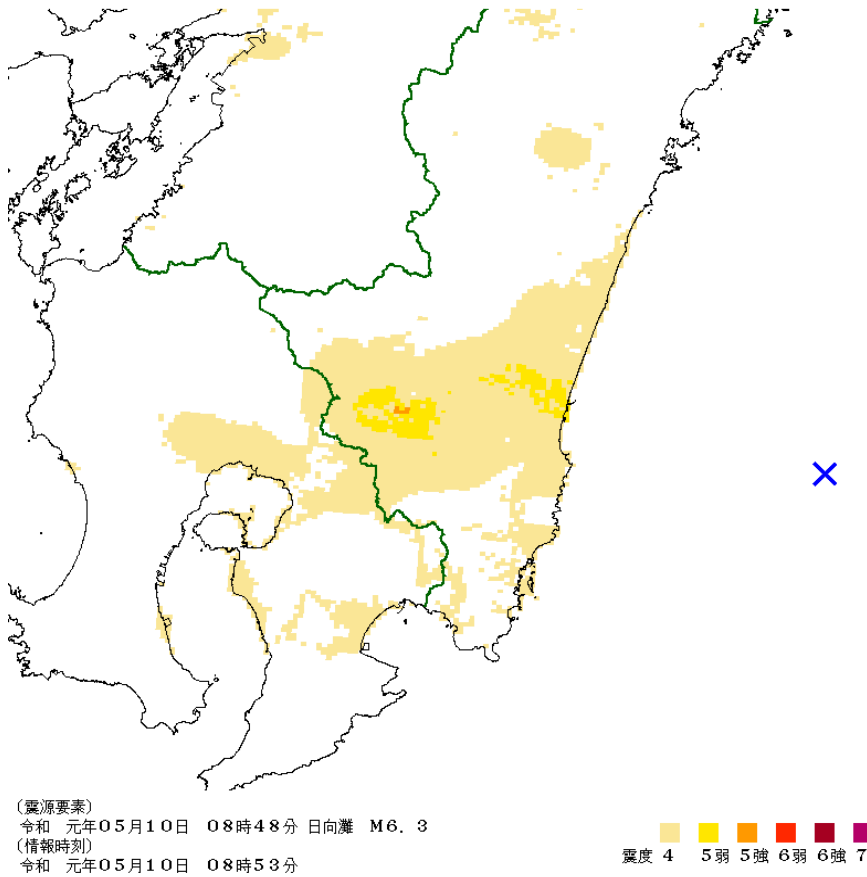 (震源要素)
令和 元年05月10日 08時48分 日向灘 M6.3
(情報時刻)
令和 元年05月10日 08時53分
震度 4 5弱 5強 6弱 6強 7